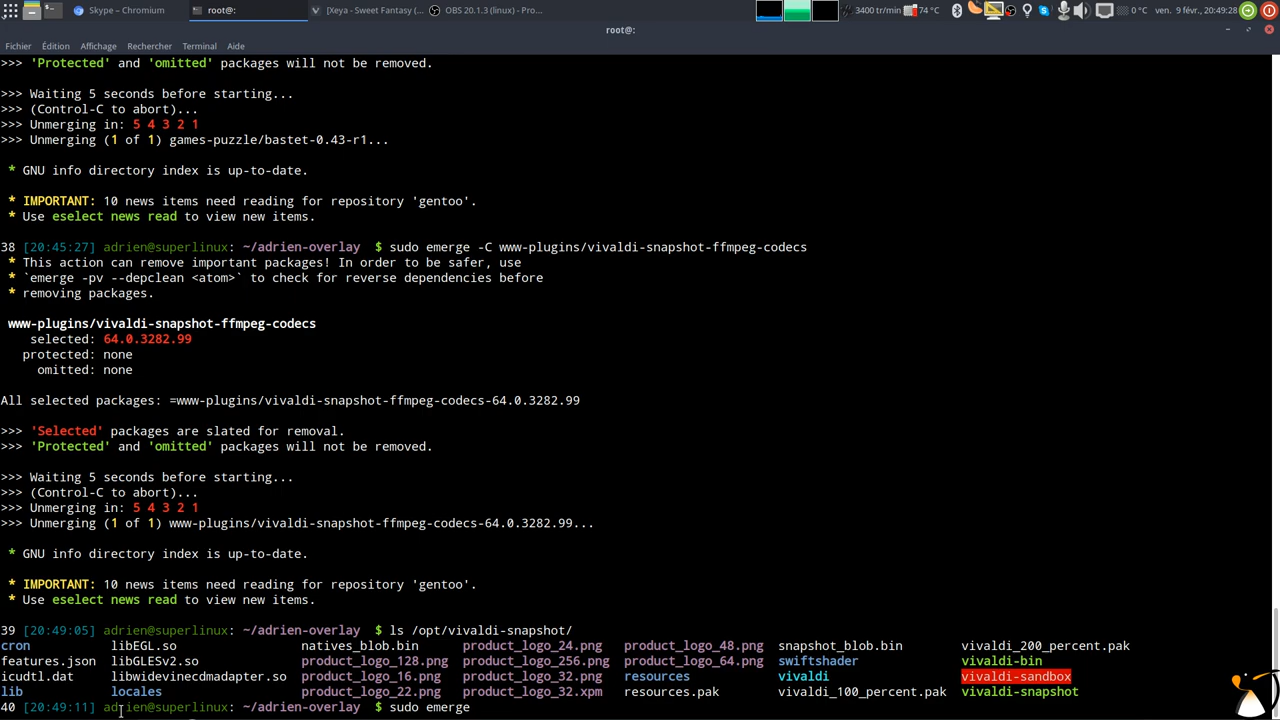 Skype – Chromium root@: [Xeya - Sweet Fantasy (... OBS 20.1.3 (linux) - Pro... 3400 tr/min 74 °C 0 °C ven. 9 févr. 20:49:28
root@:
Fichier Édition Affichage Rechercher Terminal Aide
>>> 'Protected' and 'omitted' packages will not be removed.
>>> Waiting 5 seconds before starting...
>>> (Control-C to abort)...
>>> Unmerging in: 5 4 3 2 1
>>> Unmerging (1 of 1) games-puzzle/bastet-0.43-r1...
* GNU info directory index is up-to-date.
* IMPORTANT: 10 news items need reading for repository 'gentoo'.
* Use eselect news read to view new items.
38 [20:45:27] adrien@superlinux: ~/adrien-overlay $ sudo emerge -C www-plugins/vivaldi-snapshot-ffmpeg-codecs
* This action can remove important packages! In order to be safer, use
* `emerge -pv --depclean <atom>` to check for reverse dependencies before
* removing packages.
www-plugins/vivaldi-snapshot-ffmpeg-codecs
selected: 64.0.3282.99
protected: none
omitted: none
All selected packages: =www-plugins/vivaldi-snapshot-ffmpeg-codecs-64.0.3282.99
>>> 'Selected' packages are slated for removal.
>>> 'Protected' and 'omitted' packages will not be removed.
>>> Waiting 5 seconds before starting...
>>> (Control-C to abort)...
>>> Unmerging in: 5 4 3 2 1
>>> Unmerging (1 of 1) www-plugins/vivaldi-snapshot-ffmpeg-codecs-64.0.3282.99...
* GNU info directory index is up-to-date.
* IMPORTANT: 10 news items need reading for repository 'gentoo'.
* Use eselect news read to view new items.
39 [20:49:05] adrien@superlinux: ~/adrien-overlay $ ls /opt/vivaldi-snapshot/
cron libEGL.so natives_blob.bin product_logo_24.png product_logo_48.png snapshot_blob.bin vivaldi_200_percent.pak
features.json libGLESv2.so product_logo_128.png product_logo_256.png product_logo_64.png swiftshader vivaldi-bin
icudtl.dat libwidevinecdmadapter.so product_logo_16.png product_logo_32.png resources vivaldi vivaldi-sandbox
lib locales product_logo_22.png product_logo_32.xpm resources.pak vivaldi_100_percent.pak vivaldi-snapshot
40 [20:49:11] adrien@superlinux: ~/adrien-overlay $ sudo emerge